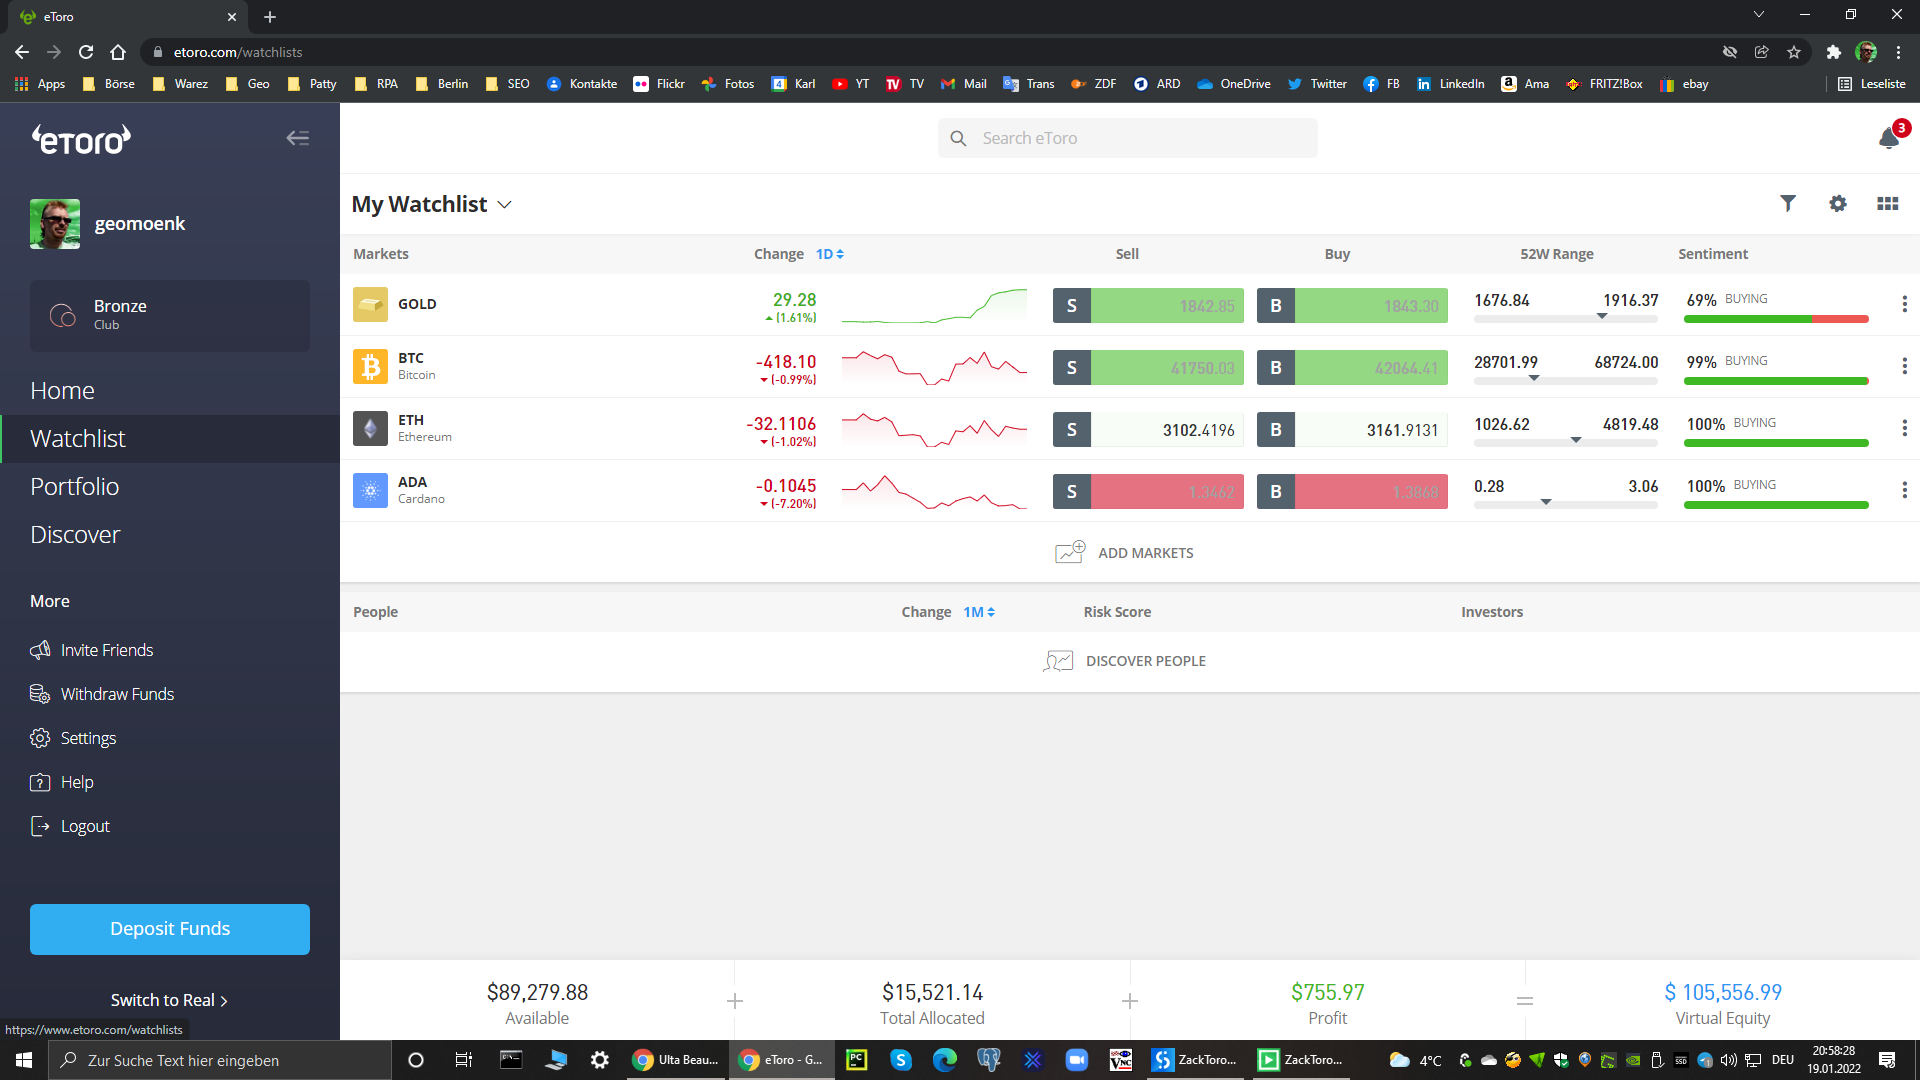 eToro
etoro.com/watchlists
Apps Börse Warez Geo Patty RPA Berlin SEO Kontakte Flickr Fotos Karl YT TV Mail Trans ZDF ARD OneDrive Twitter FB LinkedIn Ama FRITZ!Box ebay Leseliste
eToro
Search eToro
3
geomoenk
My Watchlist
Markets Change 1D Sell Buy 52W Range Sentiment
Bronze
Club
GOLD 29.28 (1.61%) S 1842.85 B 1843.30 1676.84 1916.37 69% BUYING
BTC
Bitcoin -418.10 (-0.99%) S 41750.03 B 42064.41 28701.99 68724.00 99% BUYING
ETH
Ethereum -32.1106 (-1.02%) S 3102.4196 B 3161.9131 1026.62 4819.48 100% BUYING
ADA
Cardano -0.1045 (-7.20%) S 1.3462 B 1.3868 0.28 3.06 100% BUYING
ADD MARKETS
People Change 1M Risk Score Investors
DISCOVER PEOPLE
Home
Watchlist
Portfolio
Discover
More
Invite Friends
Withdraw Funds
Settings
Help
Logout
Deposit Funds
Switch to Real >
$89,279.88 + $15,521.14 + $755.97 = $ 105,556.99
Available Total Allocated Profit Virtual Equity
https://www.etoro.com/watchlists
Zur Suche Text hier eingeben
Ulta Beau...
eToro - G...
ZackToro...
ZackToro...
4°C
DEU
20:58:28
19.01.2022